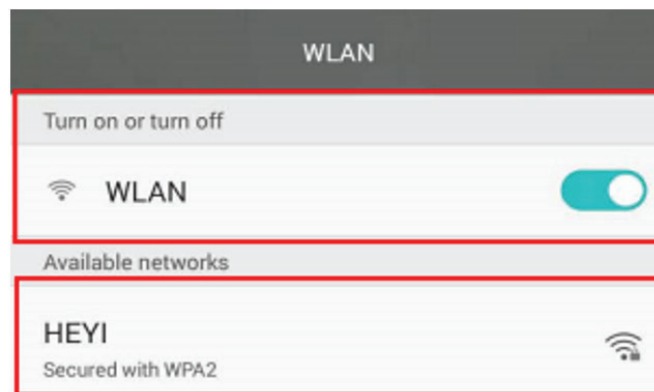 WLAN
Turn on or turn off
WLAN
Available networks
HEYI
Secured with WPA2